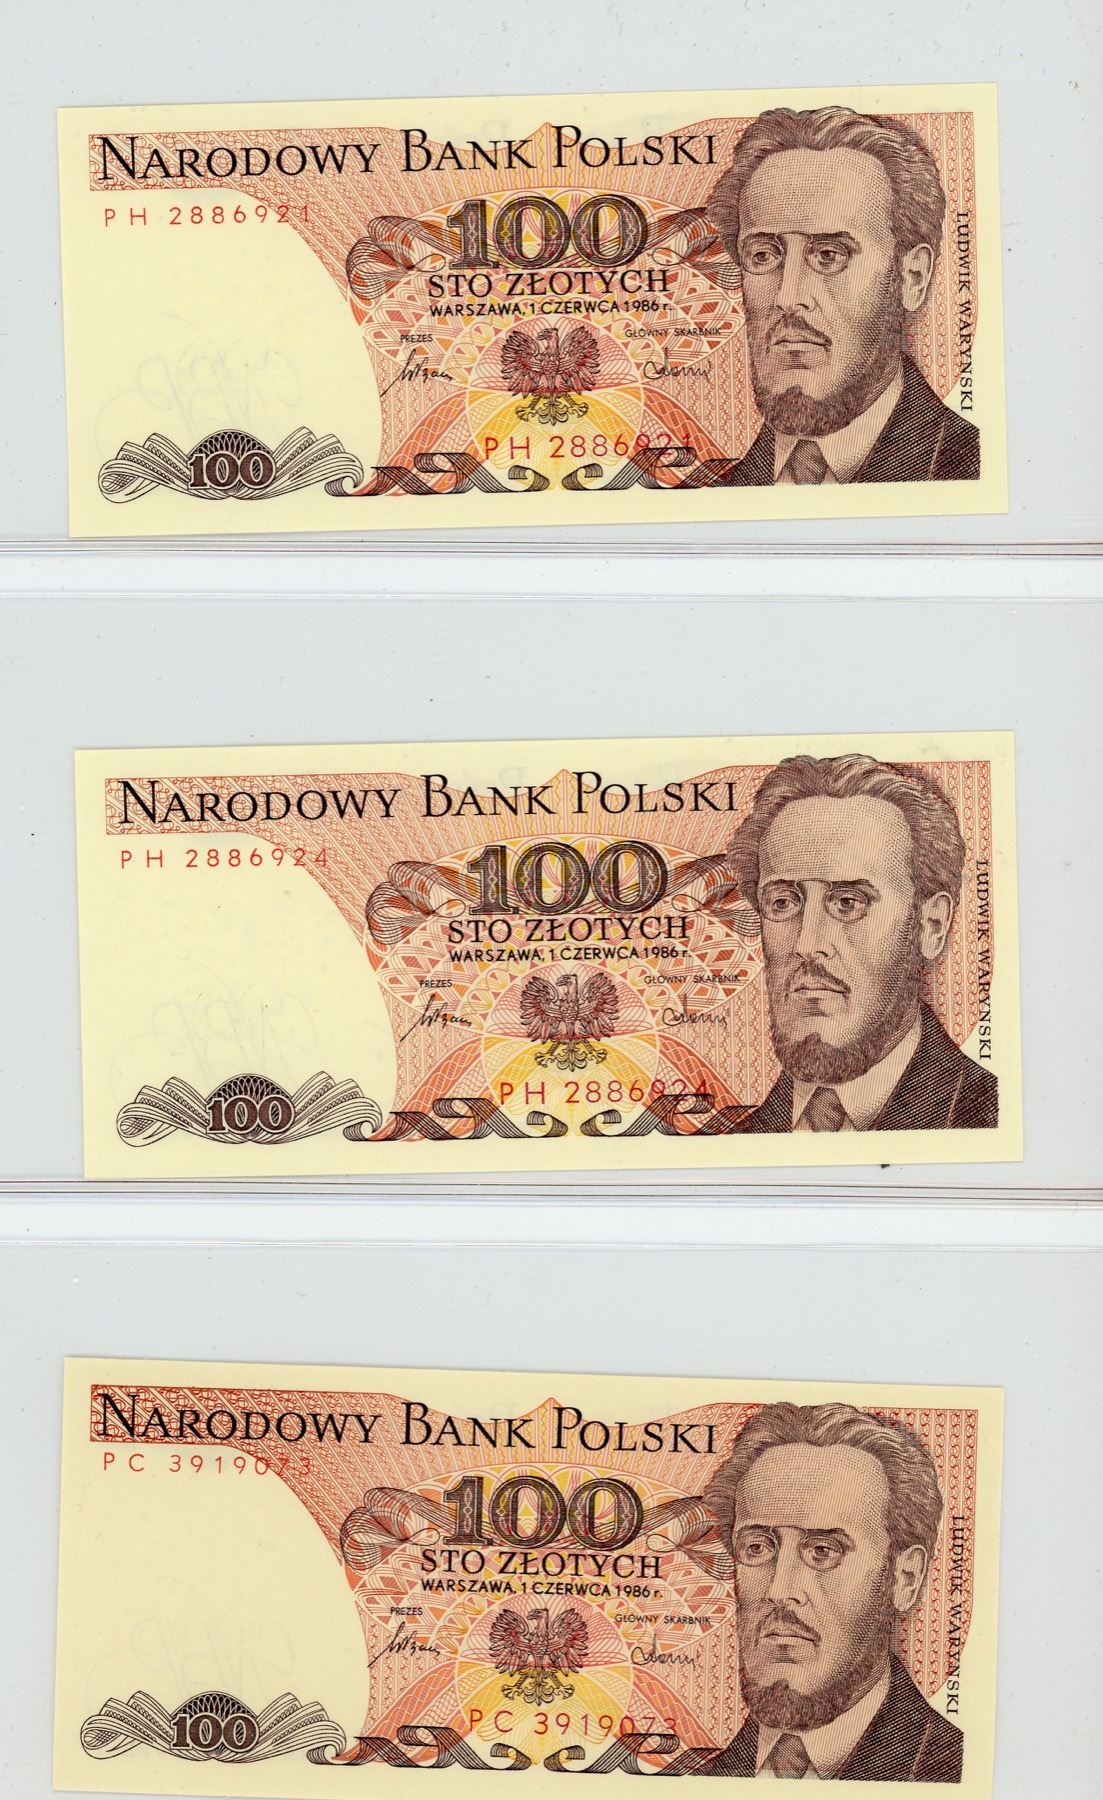 NARODOWY BANK POLSKI
PH 2886921
100
STO ZŁOTYCH
WARSZAWA, 1 CZERWCA 1986 r.
PREZES
GŁÓWNY SKARBNIK
LUDWIK WARYŃSKI
PH 2886921
100
NARODOWY BANK POLSKI
PH 2886924
100
STO ZŁOTYCH
WARSZAWA, 1 CZERWCA 1986 r.
PREZES
GŁÓWNY SKARBNIK
LUDWIK WARYŃSKI
PH 2886924
100
NARODOWY BANK POLSKI
PC 3919073
100
STO ZŁOTYCH
WARSZAWA, 1 CZERWCA 1986 r.
PREZES
GŁÓWNY SKARBNIK
LUDWIK WARYŃSKI
PC 3919073
100